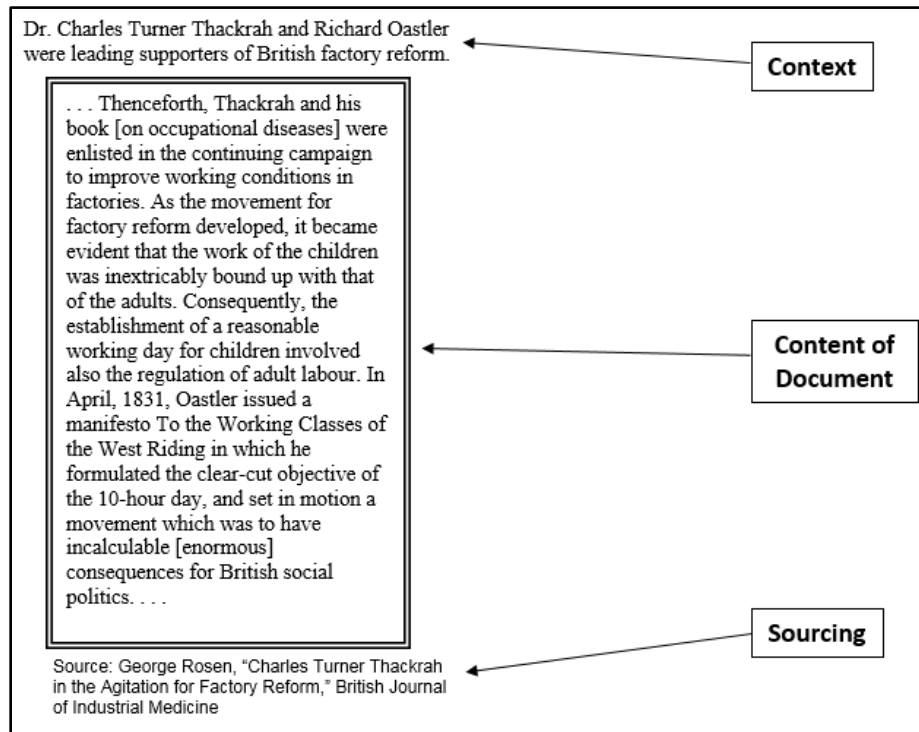 Dr. Charles Turner Thackrah and Richard Oastler
were leading supporters of British factory reform.
Context
. . . Thenceforth, Thackrah and his
book [on occupational diseases] were
enlisted in the continuing campaign
to improve working conditions in
factories. As the movement for
factory reform developed, it became
evident that the work of the children
was inextricably bound up with that
of the adults. Consequently, the
establishment of a reasonable
working day for children involved
also the regulation of adult labour. In
April, 1831, Oastler issued a
manifesto To the Working Classes of
the West Riding in which he
formulated the clear-cut objective of
the 10-hour day, and set in motion a
movement which was to have
incalculable [enormous]
consequences for British social
politics. . . .
Content of
Document
Source: George Rosen, “Charles Turner Thackrah
in the Agitation for Factory Reform,” British Journal
of Industrial Medicine
Sourcing